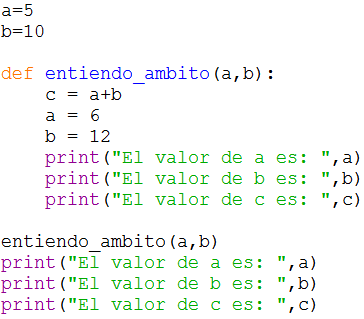 a=5
b=10
def entiendo_ambito(a,b):
    c = a+b
    a = 6
    b = 12
    print("El valor de a es: ",a)
    print("El valor de b es: ",b)
    print("El valor de c es: ",c)
entiendo_ambito(a,b)
print("El valor de a es: ",a)
print("El valor de b es: ",b)
print("El valor de c es: ",c)